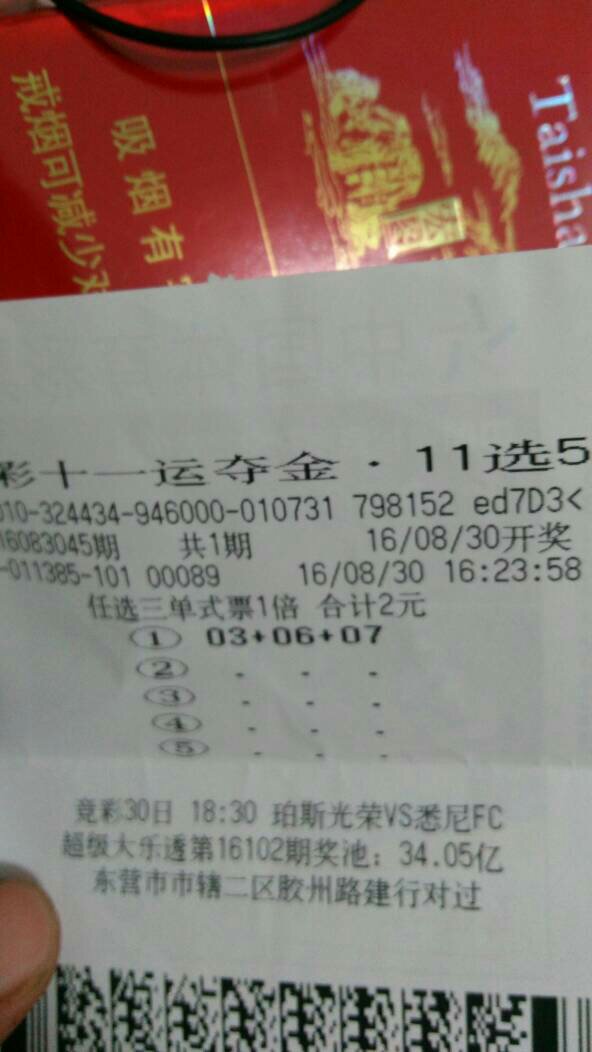 Taisha
吸烟有
戒烟可减少对
彩十一运夺金·11选5
010-324434-946000-010731 798152 ed7D3<
16083045期 共1期 16/08/30开奖
-011385-101 00089 16/08/30 16:23:58
任选三单式票1倍 合计2元
① 03+06+07
② - - -
③ - - -
④ - - -
⑤ - - -
竞彩30日 18:30 珀斯光荣VS悉尼FC
超级大乐透第16102期奖池：34.05亿
东营市市辖二区胶州路建行对过